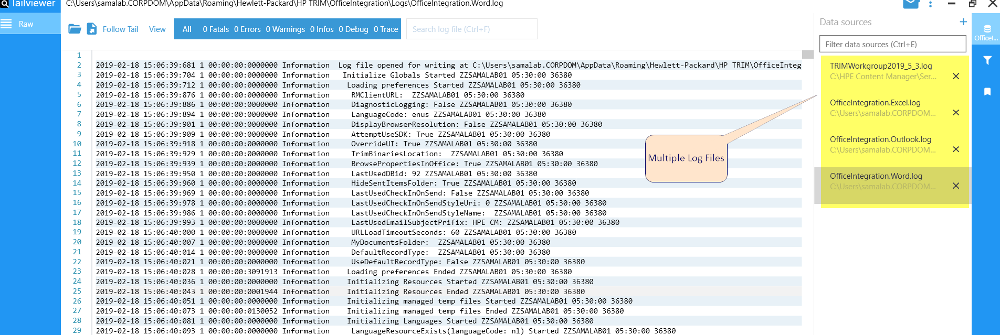 Tailviewer
C:\Users\samalab.CORPDOM\AppData\Roaming\Hewlett-Packard\HP TRIM\OfficeIntegration\Logs\OfficeIntegration.Word.log
Raw
Follow Tail View All 0 Fatals 0 Errors 0 Warnings 0 Infos 0 Debug 0 Trace Search log file (Ctrl+F)
1
2 2019-02-18 15:06:39:681 1 00:00:00:0000000 Information Log file opened for writing at C:\Users\samalab.CORPDOM\AppData\Roaming\Hewlett-Packard\HP TRIM\OfficeInteg
3 2019-02-18 15:06:39:704 1 00:00:00:0000000 Information Initialize Globals Started ZZSAMALAB01 05:30:00 36380
4 2019-02-18 15:06:39:712 1 00:00:00:0000000 Information Loading preferences Started ZZSAMALAB01 05:30:00 36380
5 2019-02-18 15:06:39:876 1 00:00:00:0000000 Information RMClientURL: ZZSAMALAB01 05:30:00 36380
6 2019-02-18 15:06:39:886 1 00:00:00:0000000 Information DiagnosticLogging: False ZZSAMALAB01 05:30:00 36380
7 2019-02-18 15:06:39:894 1 00:00:00:0000000 Information LanguageCode: enus ZZSAMALAB01 05:30:00 36380
8 2019-02-18 15:06:39:901 1 00:00:00:0000000 Information DisplayBrowserResolution: False ZZSAMALAB01 05:30:00 36380
9 2019-02-18 15:06:39:909 1 00:00:00:0000000 Information AttemptUseSDK: True ZZSAMALAB01 05:30:00 36380
10 2019-02-18 15:06:39:918 1 00:00:00:0000000 Information OverrideUI: True ZZSAMALAB01 05:30:00 36380
11 2019-02-18 15:06:39:929 1 00:00:00:0000000 Information TrimBinariesLocation: ZZSAMALAB01 05:30:00 36380
12 2019-02-18 15:06:39:939 1 00:00:00:0000000 Information BrowsePropertiesInOffice: True ZZSAMALAB01 05:30:00 36380
13 2019-02-18 15:06:39:950 1 00:00:00:0000000 Information LastUsedDBid: 92 ZZSAMALAB01 05:30:00 36380
14 2019-02-18 15:06:39:960 1 00:00:00:0000000 Information HideSentItemsFolder: True ZZSAMALAB01 05:30:00 36380
15 2019-02-18 15:06:39:969 1 00:00:00:0000000 Information LastUsedCheckInOnSend: False ZZSAMALAB01 05:30:00 36380
16 2019-02-18 15:06:39:978 1 00:00:00:0000000 Information LastUsedCheckInOnSendStyleUri: 0 ZZSAMALAB01 05:30:00 36380
17 2019-02-18 15:06:39:986 1 00:00:00:0000000 Information LastUsedCheckInOnSendStyleName: ZZSAMALAB01 05:30:00 36380
18 2019-02-18 15:06:39:993 1 00:00:00:0000000 Information LastUsedEmailSubjectPrifix: HPE CM: ZZSAMALAB01 05:30:00 36380
19 2019-02-18 15:06:40:000 1 00:00:00:0000000 Information URLLoadTimeoutSeconds: 60 ZZSAMALAB01 05:30:00 36380
20 2019-02-18 15:06:40:007 1 00:00:00:0000000 Information MyDocumentsFolder: ZZSAMALAB01 05:30:00 36380
21 2019-02-18 15:06:40:014 1 00:00:00:0000000 Information DefaultRecordType: ZZSAMALAB01 05:30:00 36380
22 2019-02-18 15:06:40:021 1 00:00:00:0000000 Information UseDefaultRecordType: False ZZSAMALAB01 05:30:00 36380
23 2019-02-18 15:06:40:028 1 00:00:00:3091913 Information Loading preferences Ended ZZSAMALAB01 05:30:00 36380
24 2019-02-18 15:06:40:036 1 00:00:00:0000000 Information Initializing Resources Started ZZSAMALAB01 05:30:00 36380
25 2019-02-18 15:06:40:043 1 00:00:00:0001944 Information Initializing Resources Ended ZZSAMALAB01 05:30:00 36380
26 2019-02-18 15:06:40:051 1 00:00:00:0000000 Information Initializing managed temp files Started ZZSAMALAB01 05:30:00 36380
27 2019-02-18 15:06:40:073 1 00:00:00:0130052 Information Initializing managed temp files Ended ZZSAMALAB01 05:30:00 36380
28 2019-02-18 15:06:40:081 1 00:00:00:0000000 Information Initializing Languages Started ZZSAMALAB01 05:30:00 36380
29 2019-02-18 15:06:40:093 1 00:00:00:0000000 Information LanguageResourceExists(languageCode: nl) Started ZZSAMALAB01 05:30:00 36380
Multiple Log Files
Data sources
Filter data sources (Ctrl+E)
TRIMWorkgroup2019_5_3.log
C:\HPE Content Manager\Ser...
OfficeIntegration.Excel.log
C:\Users\samalab.CORPDOM...
OfficeIntegration.Outlook.log
C:\Users\samalab.CORPDOM...
OfficeIntegration.Word.log
C:\Users\samalab.CORPDOM...
OfficeI...